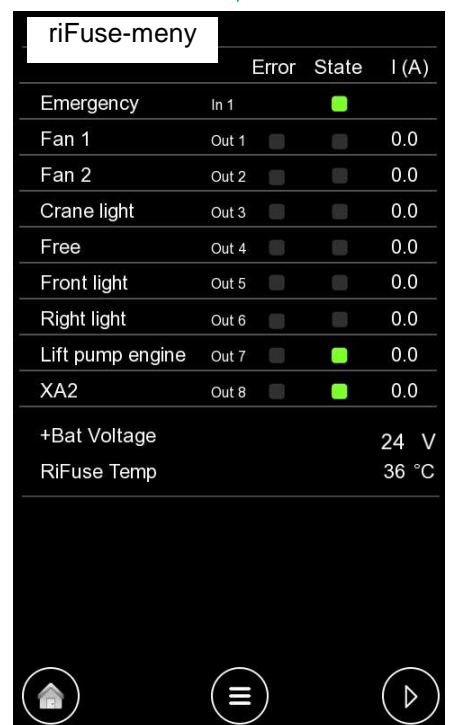 riFuse-meny
Error State I (A)
Emergency In 1
Fan 1 Out 1 0.0
Fan 2 Out 2 0.0
Crane light Out 3 0.0
Free Out 4 0.0
Front light Out 5 0.0
Right light Out 6 0.0
Lift pump engine Out 7 0.0
XA2 Out 8 0.0
+Bat Voltage 24 V
RiFuse Temp 36 °C